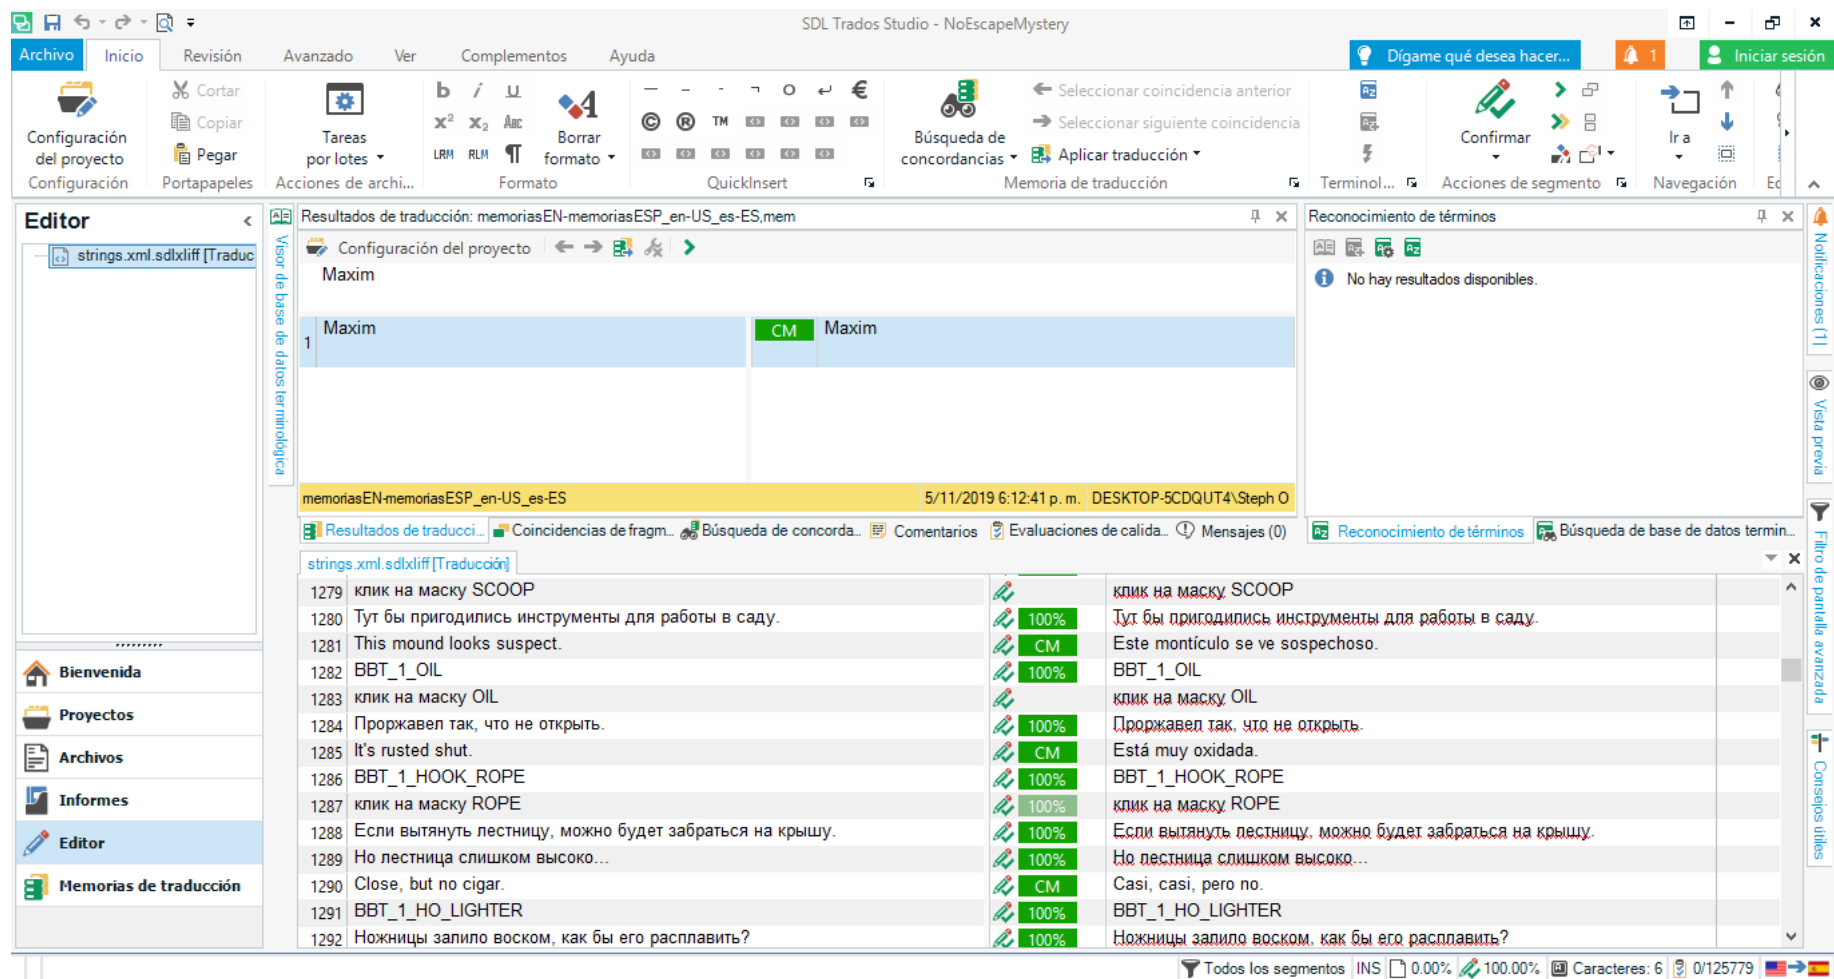 SDL Trados Studio - NoEscapeMystery
Archivo Inicio Revisión Avanzado Ver Complementos Ayuda Dígame qué desea hacer... 1 Iniciar sesión
Configuración del proyecto
Cortar
Copiar
Pegar
Tareas por lotes
b i u
x² x₂ ABC
LRM RLM ¶
Borrar formato
— – - ¬ O ↵ €
© ® TM
Búsqueda de concordancias
Seleccionar coincidencia anterior
Seleccionar siguiente coincidencia
Aplicar traducción
Confirmar
Ir a
Configuración Portapapeles Acciones de archi... Formato QuickInsert Memoria de traducción Terminol... Acciones de segmento Navegación Ec
Editor
strings.xml.sdlxliff [Traduc
Bienvenida
Proyectos
Archivos
Informes
Editor
Memorias de traducción
Visor de base de datos terminológica
Resultados de traducción: memoriasEN-memoriasESP_en-US_es-ES,mem
Configuración del proyecto
Maxim
1 Maxim CM Maxim
memoriasEN-memoriasESP_en-US_es-ES 5/11/2019 6:12:41 p. m. DESKTOP-5CDQUT4\Steph O
Resultados de traducci... Coincidencias de fragm... Búsqueda de concorda... Comentarios Evaluaciones de calida... Mensajes (0)
Reconocimiento de términos
No hay resultados disponibles.
Reconocimiento de términos Búsqueda de base de datos termin...
Notificaciones (1)
Vista previa
Filtro de pantalla avanzada
Consejos útiles
strings.xml.sdlxliff [Traducción]
1279 клик на маску SCOOP клик на маску SCOOP
1280 Тут бы пригодились инструменты для работы в саду. 100% Тут бы пригодились инструменты для работы в саду.
1281 This mound looks suspect. CM Este montículo se ve sospechoso.
1282 BBT_1_OIL 100% BBT_1_OIL
1283 клик на маску OIL клик на маску OIL
1284 Проржавел так, что не открыть. 100% Проржавел так, что не открыть.
1285 It's rusted shut. CM Está muy oxidada.
1286 BBT_1_HOOK_ROPE 100% BBT_1_HOOK_ROPE
1287 клик на маску ROPE 100% клик на маску ROPE
1288 Если вытянуть лестницу, можно будет забраться на крышу. 100% Если вытянуть лестницу, можно будет забраться на крышу.
1289 Но лестница слишком высоко... 100% Но лестница слишком высоко...
1290 Close, but no cigar. CM Casi, casi, pero no.
1291 BBT_1_HO_LIGHTER 100% BBT_1_HO_LIGHTER
1292 Ножницы залило воском, как бы его расплавить? 100% Ножницы залило воском, как бы его расплавить?
Todos los segmentos INS 0.00% 100.00% Caracteres: 6 0/125779